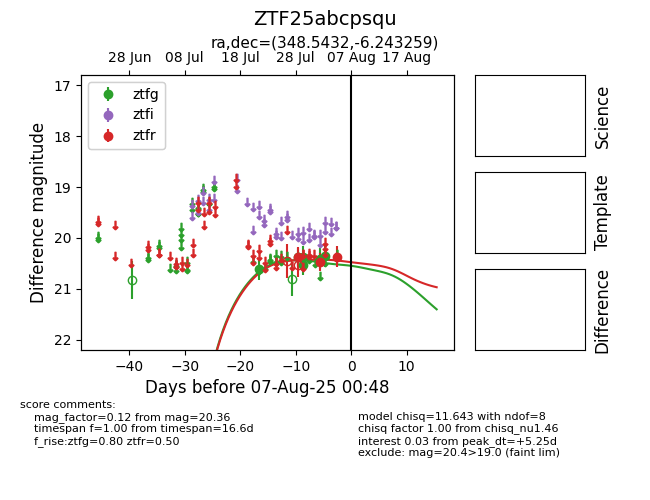 ZTF25abcpsqu
ra,dec=(348.5432,-6.243259)
28 Jun 08 Jul 18 Jul 28 Jul 07 Aug 17 Aug
17
18
19
20
21
22
Difference magnitude
ztfg
ztfi
ztfr
−40 −30 −20 −10 0 10
Days before 07-Aug-25 00:48
Science
Template
Difference
score comments:
mag_factor=0.12 from mag=20.36
timespan f=1.00 from timespan=16.6d
f_rise:ztfg=0.80 ztfr=0.50
model chisq=11.643 with ndof=8
chisq factor 1.00 from chisq_nu1.46
interest 0.03 from peak_dt=+5.25d
exclude: mag=20.4>19.0 (faint lim)